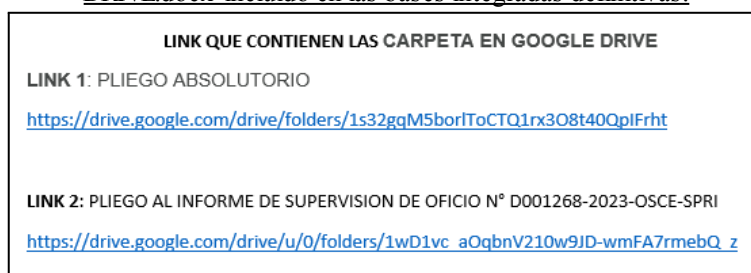 LINK QUE CONTIENEN LAS CARPETA EN GOOGLE DRIVE
LINK 1: PLIEGO ABSOLUTORIO
https://drive.google.com/drive/folders/1s32gqM5borlToCTQ1rx3O8t40QpIFrht
LINK 2: PLIEGO AL INFORME DE SUPERVISION DE OFICIO N° D001268-2023-OSCE-SPRI
https://drive.google.com/drive/u/0/folders/1wD1vc_aOqbnV210w9JD-wmFA7rmebQ_z